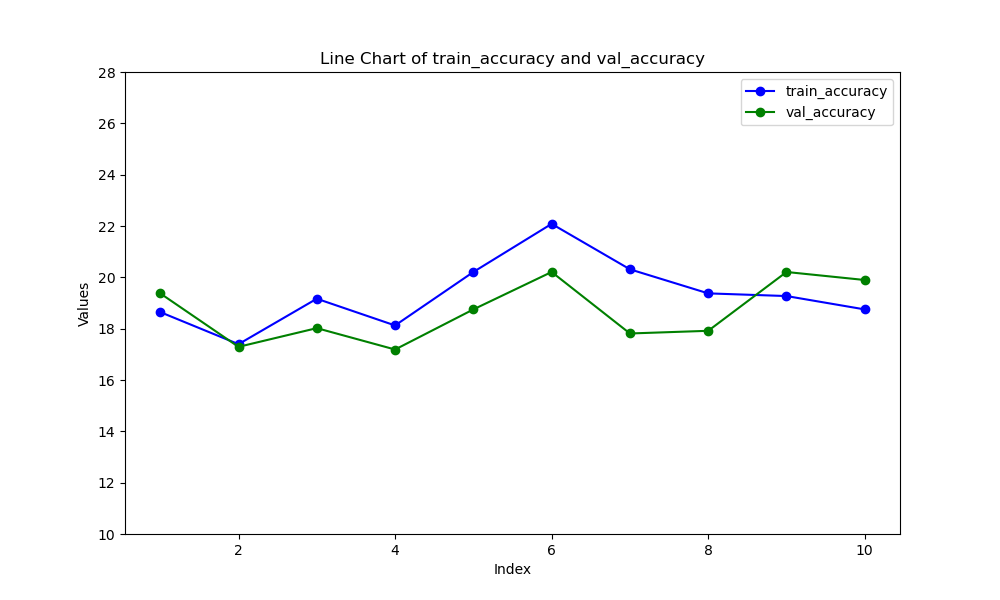 Line Chart of train_accuracy and val_accuracy
28
26
24
22
20
18
16
14
12
10
Values
train_accuracy
val_accuracy
2 4 6 8 10
Index